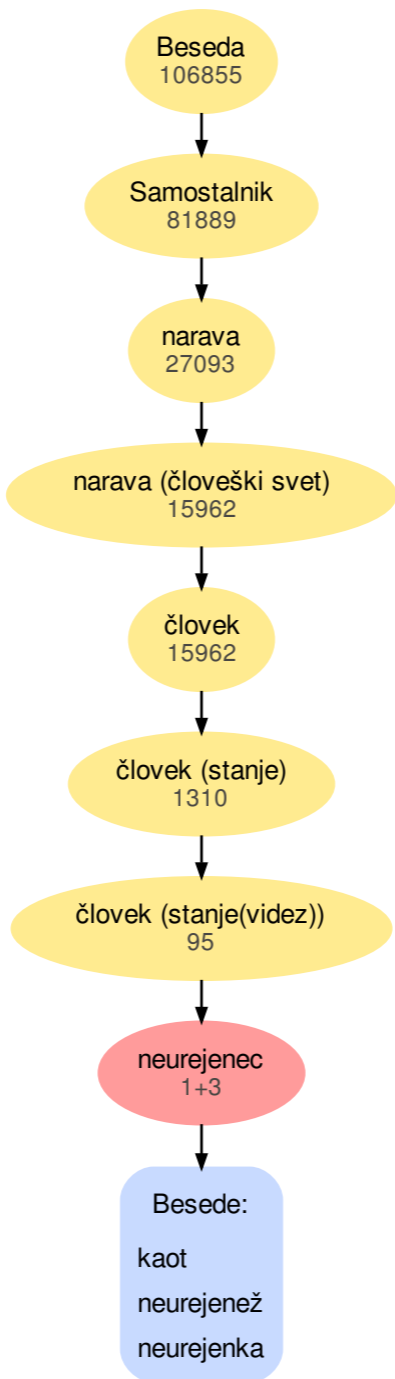 Beseda
106855
Samostalnik
81889
narava
27093
narava (človeški svet)
15962
človek
15962
človek (stanje)
1310
človek (stanje(videz))
95
neurejenec
1+3
Besede:
kaot
neurejenež
neurejenka